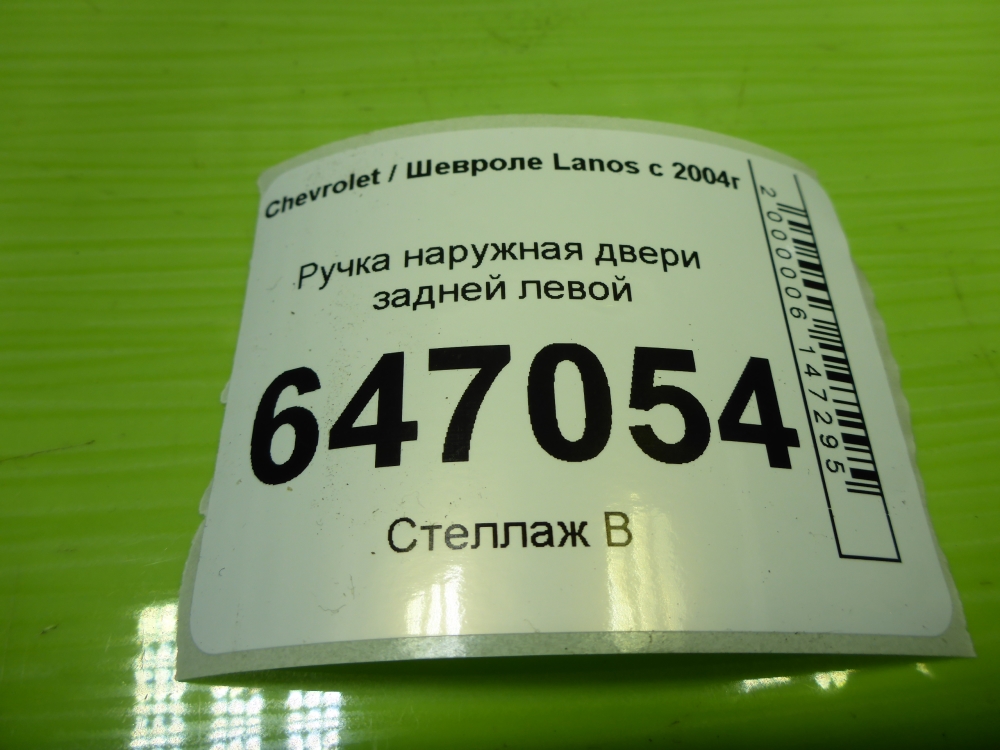 Chevrolet / Шевроле Lanos с 2004г
Ручка наружная двери
задней левой
647054
Стеллаж В
2000006147295